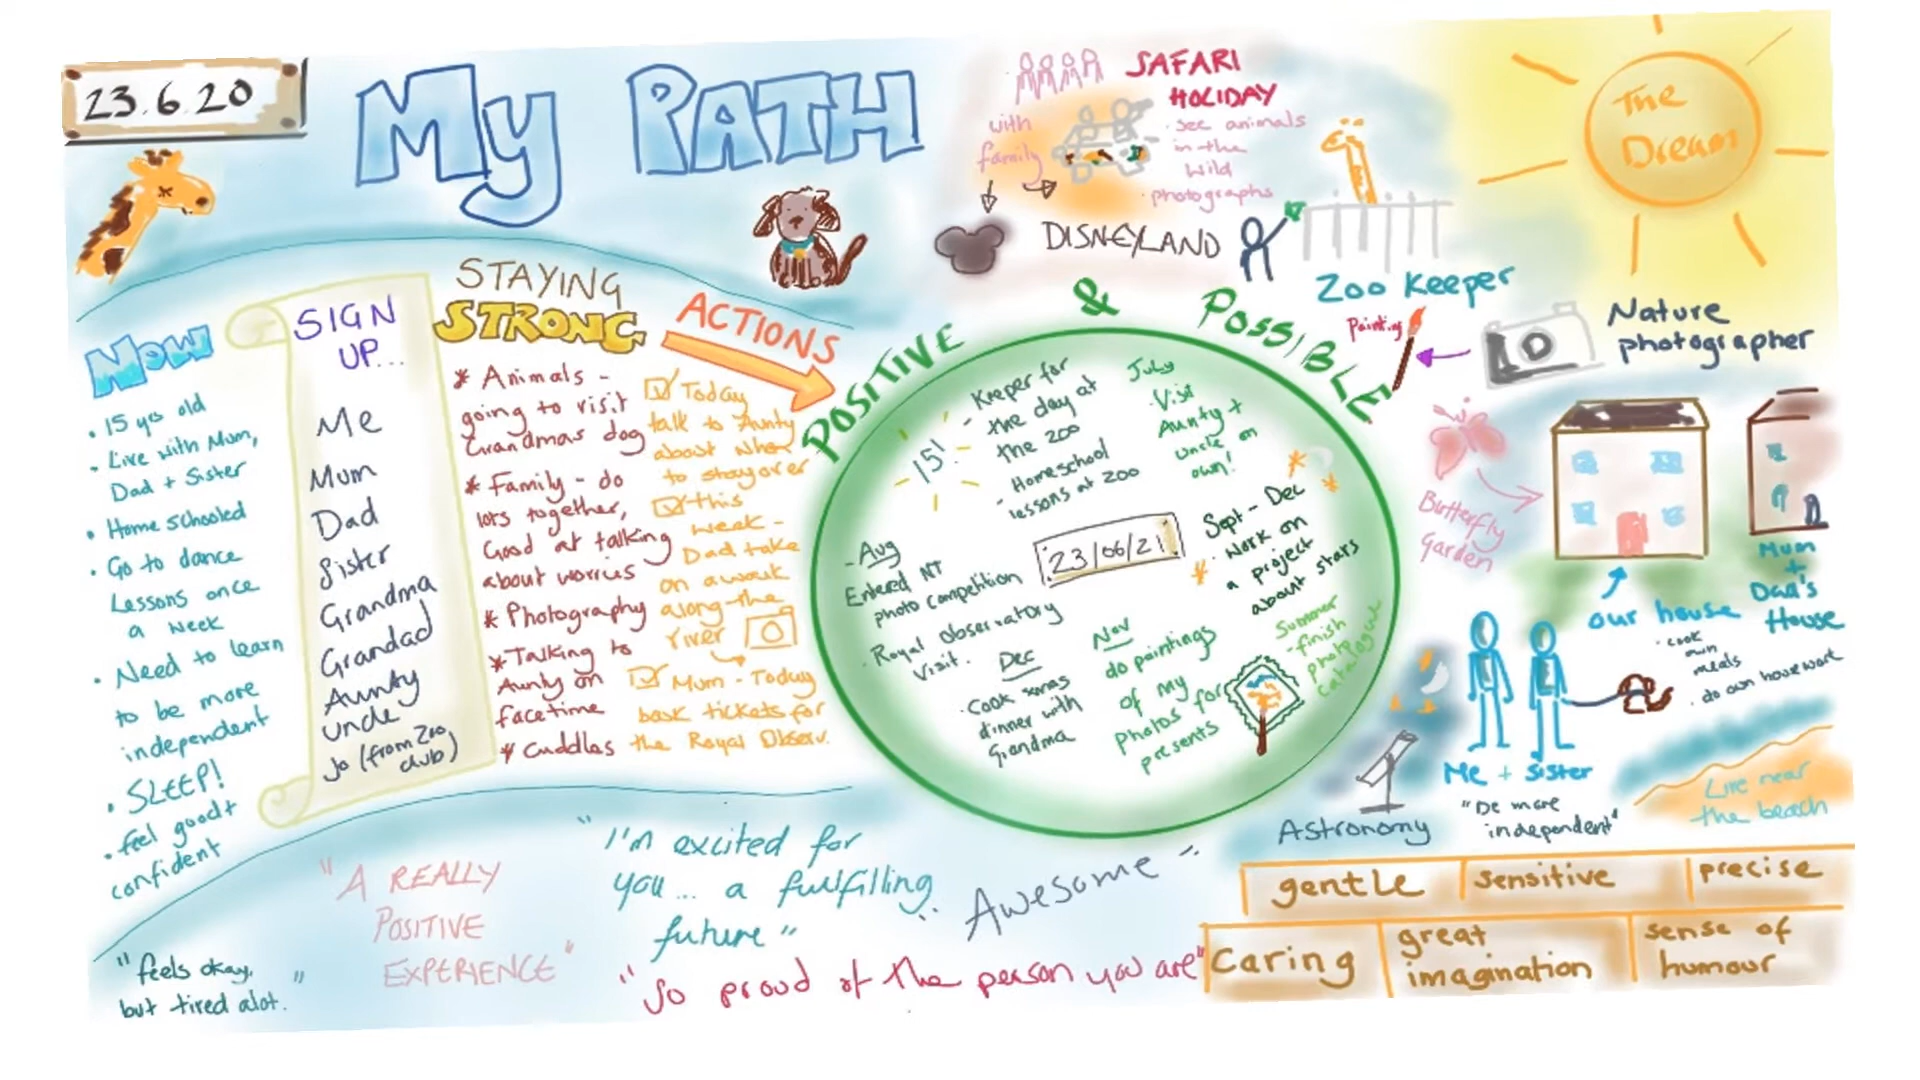 23.6.20
My PATH
SAFARI
HOLIDAY
with
family
· see animals
in the
wild
· photographs
DISNEYLAND
The
Dream
Zoo Keeper
Painting
Nature
photographer
Now
· 15 yrs old
- Live with Mum,
Dad + Sister
· Home schooled
· Go to dance
Lessons once
a week
· Need to learn
to be more
independent
· SLEEP!
· feel good +
confident
SIGN
UP...
Me
Mum
Dad
Sister
Grandma
Grandad
Aunty
Uncle
Jo (from Zoo
club)
STAYING
STRONG
* Animals -
going to visit
Grandmas dog
* Family - do
lots together,
Good at talking
about worries
* Photography
* Talking to
Aunty on
facetime
* Cuddles
ACTIONS
Today
talk to Aunty
about when
to stay over
this
week -
Dad take
on a walk
along the
river
Mum - Today
book tickets for
the Royal Observ.
POSITIVE & POSSIBLE
15!
- Keeper for
the day at
the zoo
- Homeschool
lessons at zoo
July
· Visit
Aunty +
uncle on
own!
23/06/21
Sept - Dec
· Work on
a project
about stars
- Aug
Entered NT
photo competition
· Royal Observatory
Visit.
Dec
· Cook xmas
dinner with
Grandma
Nov
do paintings
of my
photos for
presents
Summer
- finish
photo
catalogue
Butterfly
Garden
our house
Mum
+
Dad's
House
· cook
own
meals
· do own housework
Me + Sister
"Be more
independent"
Astronomy
Live near
the beach
"feels okay,
but tired alot."
"A REALLY
POSITIVE
EXPERIENCE"
"I'm excited for
you... a fulfilling
future"
"Awesome"
"So proud of the person you are"
gentle
sensitive
precise
Caring
great
imagination
sense of
humour